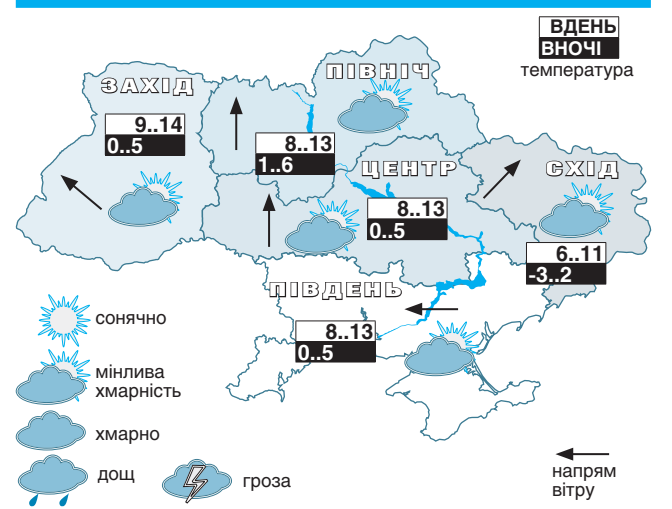 ВДЕНЬ
ВНОЧІ
температура
ПІВНІЧ
ЗАХІД
9..14
0..5
8..13
1..6
ЦЕНТР
СХІД
8..13
0..5
6..11
-3..2
ПІВДЕНЬ
8..13
0..5
сонячно
мінлива
хмарність
хмарно
дощ
гроза
напрям
вітру